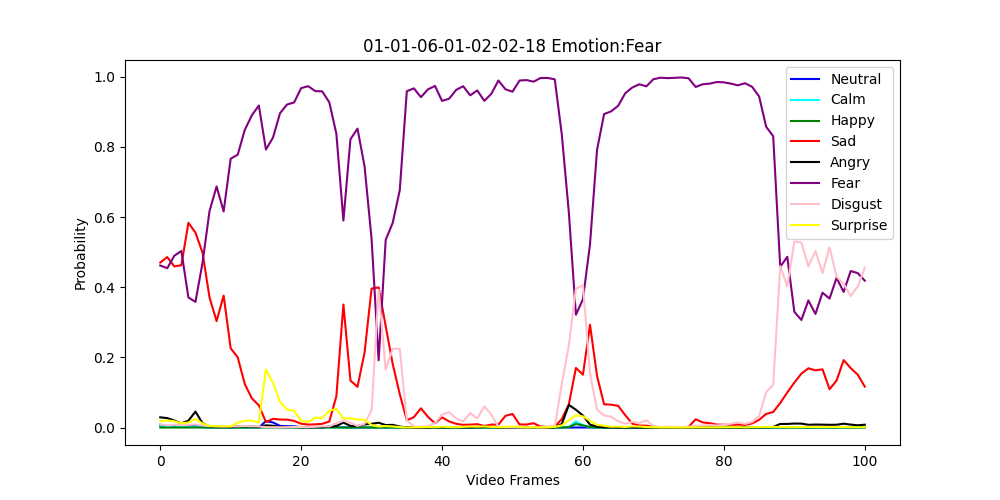 01-01-06-01-02-02-18 Emotion:Fear
1.0
0.8
0.6
0.4
0.2
0.0
Probability
0 20 40 60 80 100
Video Frames
Neutral
Calm
Happy
Sad
Angry
Fear
Disgust
Surprise